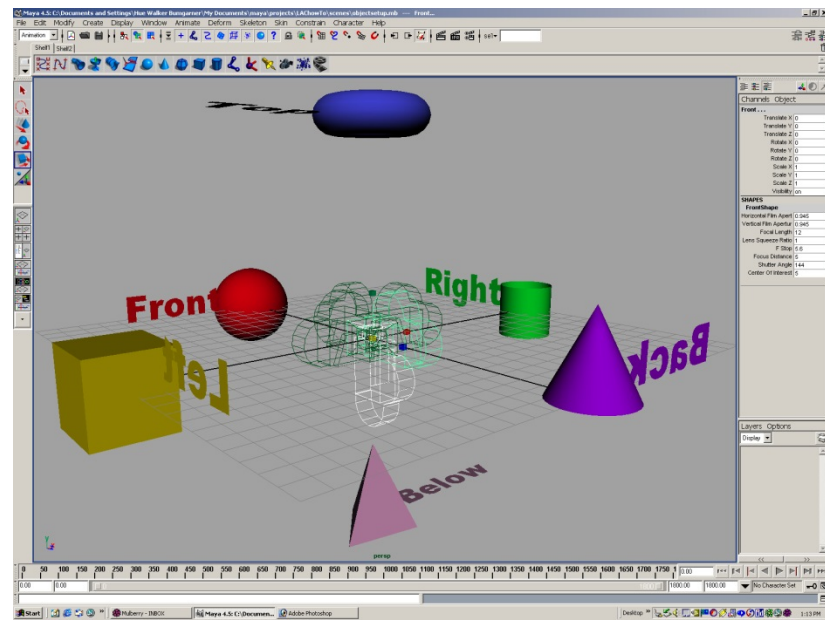 Maya 4.5: C:\Documents and Settings\Hue Walker Bumgarner\My Documents\maya\projects\LAChowTo\scenes\objectsetup.mb --- Front...
File Edit Modify Create Display Window Animate Deform Skeleton Skin Constrain Character Help
Animation
sel
Shelf1 Shelf2
Channels Object
Front . . .
Translate X 0
Translate Y 0
Translate Z 0
Rotate X 0
Rotate Y 0
Rotate Z 0
Scale X 1
Scale Y 1
Scale Z 1
Visibility on
SHAPES
FrontShape
Horizontal Film Apert 0.945
Vertical Film Apertur 0.945
Focal Length 12
Lens Squeeze Ratio 1
F Stop 5.6
Focus Distance 5
Shutter Angle 144
Center Of Interest 5
Top
Front
Right
Left
Back
Below
y
persp
Layers Options
Display
0 50 100 150 200 250 300 350 400 450 500 550 600 650 700 750 800 850 900 950 1000 1050 1100 1150 1200 1250 1300 1350 1400 1450 1500 1550 1600 1650 1700 1750 0.00
0.00 0.00 1800.00 1800.00 No Character Set
Start Mulberry - INBOX Maya 4.5: C:\Documen... Adobe Photoshop Desktop 1:13 PM